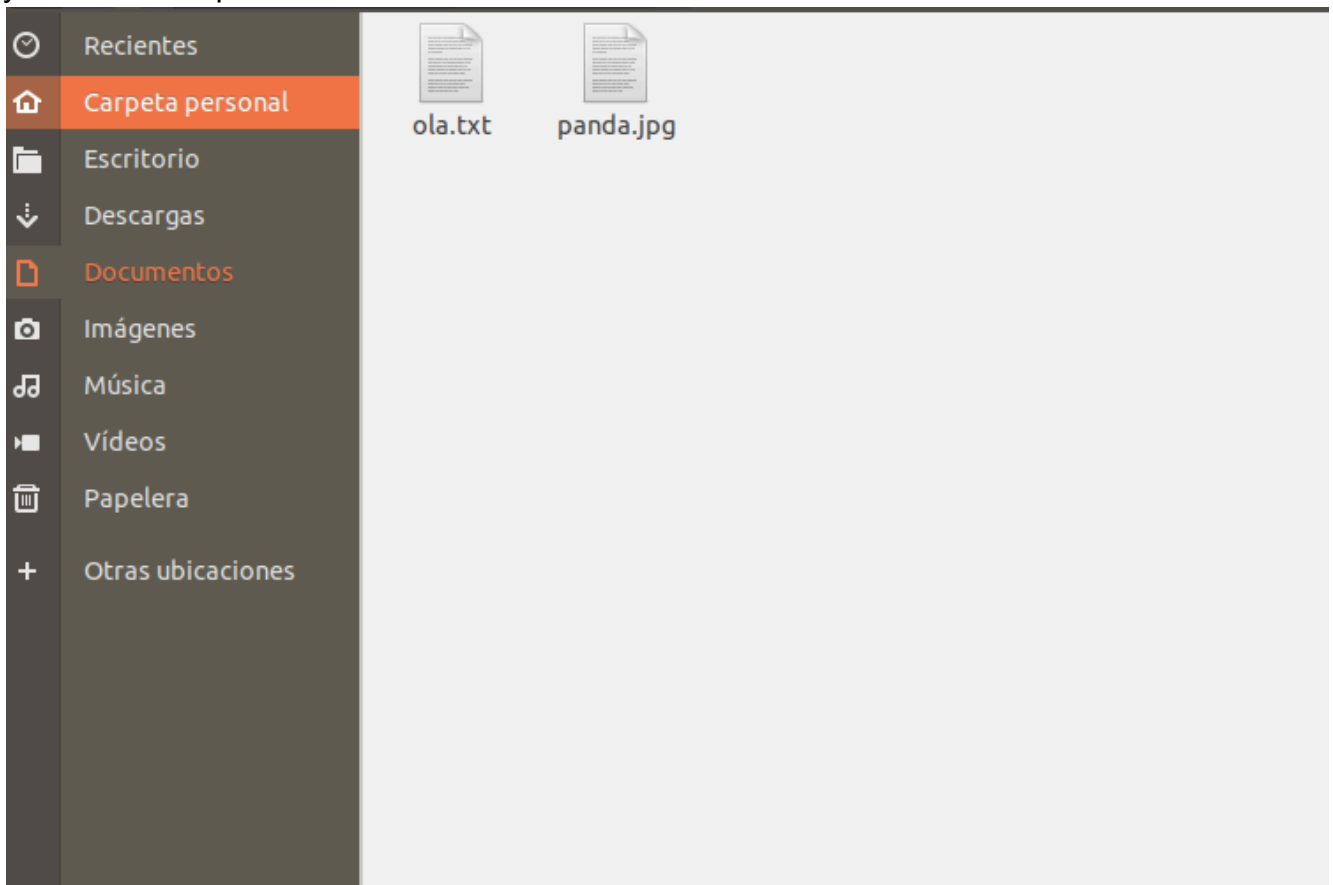 Recientes
Carpeta personal
Escritorio
Descargas
Documentos
Imágenes
Música
Vídeos
Papelera
Otras ubicaciones
ola.txt
panda.jpg